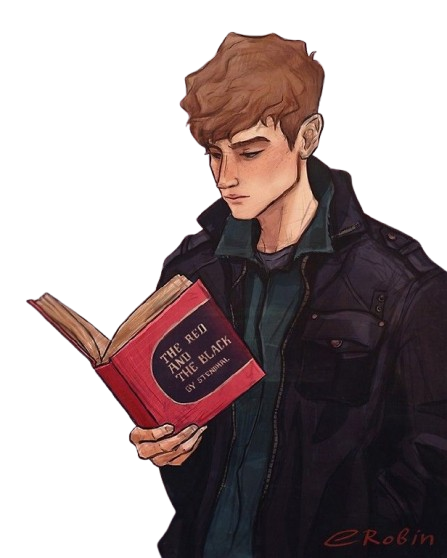 THE RED
AND
THE BLACK
BY STENDHAL
eRobin